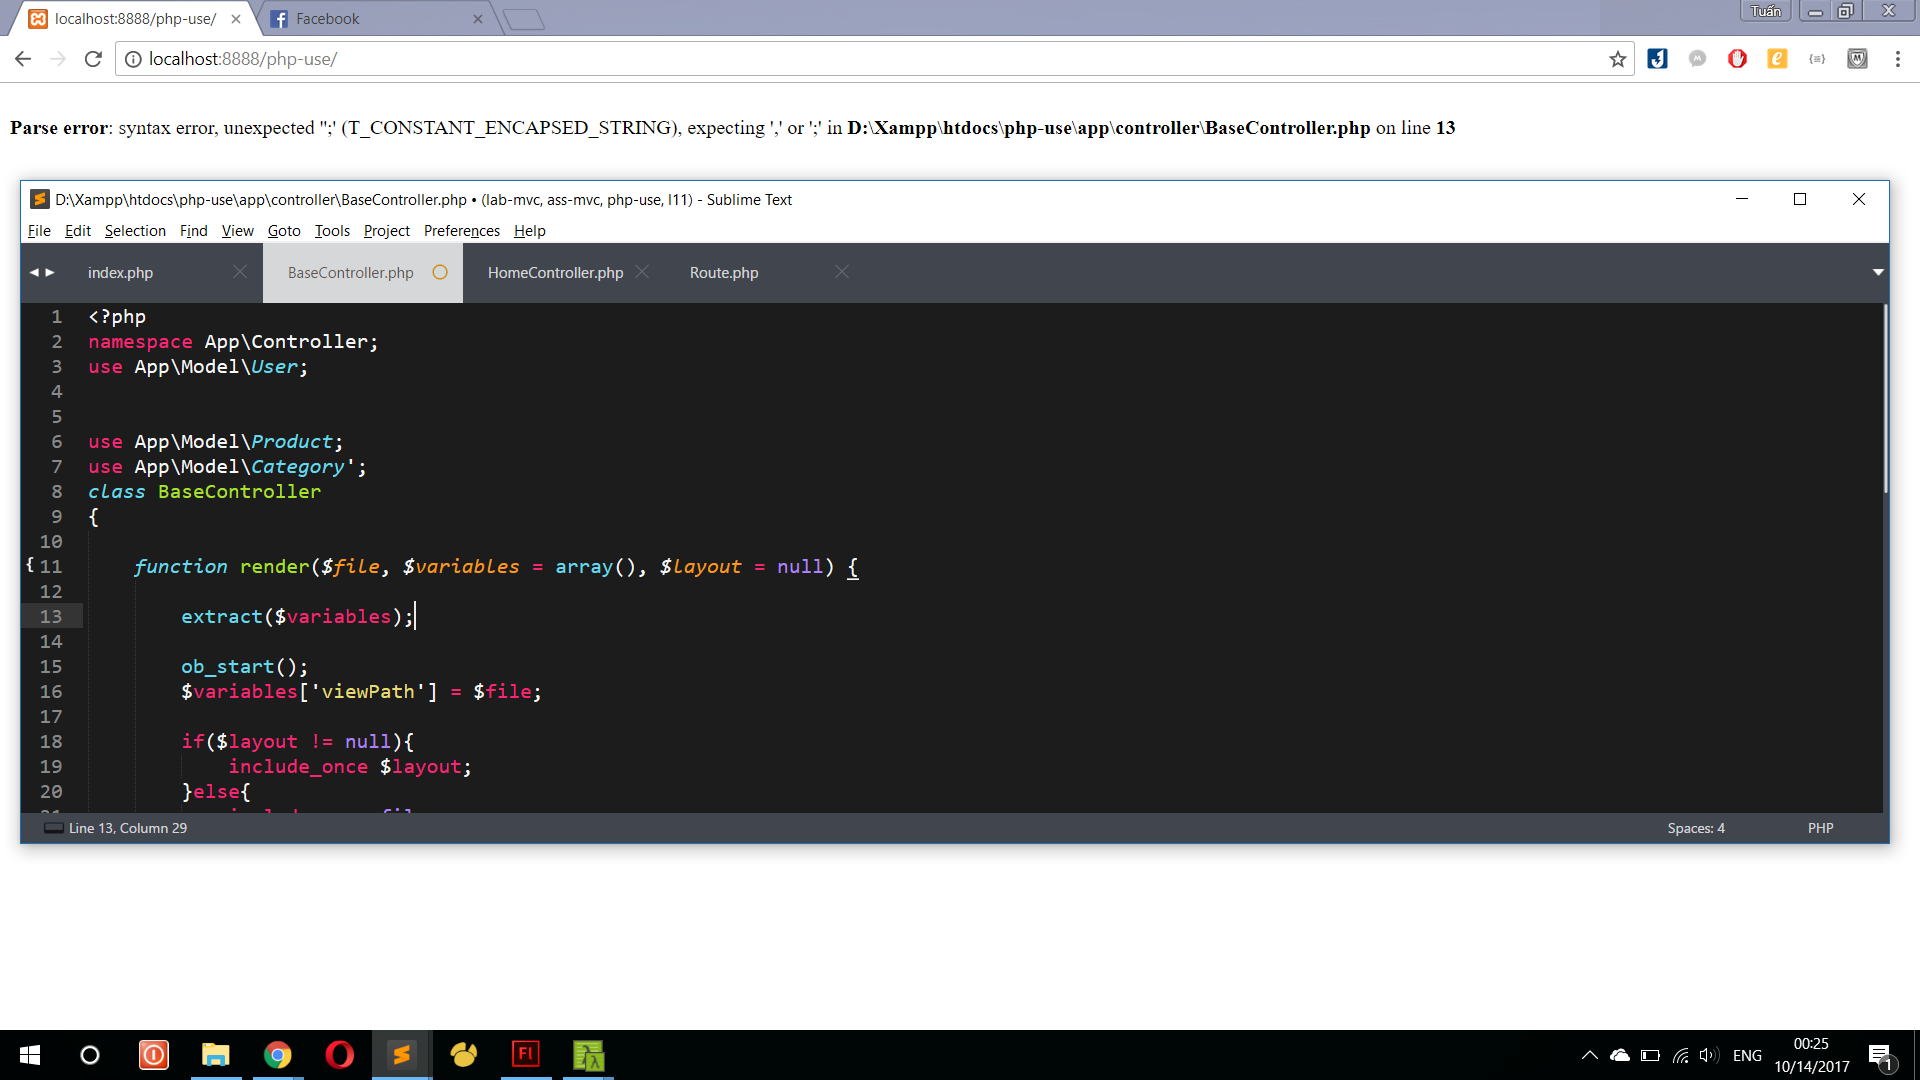 localhost:8888/php-use/
Facebook
Tuấn
localhost:8888/php-use/
Parse error: syntax error, unexpected '';' (T_CONSTANT_ENCAPSED_STRING), expecting ',' or ';' in D:\Xampp\htdocs\php-use\app\controller\BaseController.php on line 13
D:\Xampp\htdocs\php-use\app\controller\BaseController.php • (lab-mvc, ass-mvc, php-use, l11) - Sublime Text
File Edit Selection Find View Goto Tools Project Preferences Help
index.php BaseController.php HomeController.php Route.php
1 <?php
2 namespace App\Controller;
3 use App\Model\User;
4
5
6 use App\Model\Product;
7 use App\Model\Category';
8 class BaseController
9 {
10
{ 11 function render($file, $variables = array(), $layout = null) {
12
13 extract($variables);
14
15 ob_start();
16 $variables['viewPath'] = $file;
17
18 if($layout != null){
19 include_once $layout;
20 }else{
Line 13, Column 29
Spaces: 4
PHP
Fl
ENG
00:25
10/14/2017
1